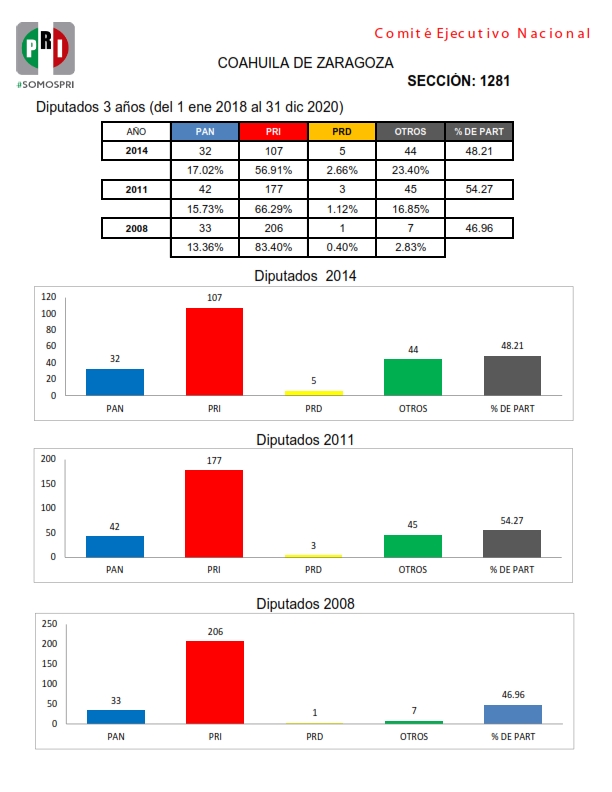 Comité Ejecutivo Nacional
PRI
#SOMOSPRI
COAHUILA DE ZARAGOZA
SECCIÓN: 1281
Diputados 3 años (del 1 ene 2018 al 31 dic 2020)
AÑO PAN PRI PRD OTROS % DE PART
2014 32 107 5 44 48.21
17.02% 56.91% 2.66% 23.40%
2011 42 177 3 45 54.27
15.73% 66.29% 1.12% 16.85%
2008 33 206 1 7 46.96
13.36% 83.40% 0.40% 2.83%
Diputados 2014
120
100
80
60
40
20
0
32 107 5 44 48.21
PAN PRI PRD OTROS % DE PART
Diputados 2011
200
150
100
50
0
42 177 3 45 54.27
PAN PRI PRD OTROS % DE PART
Diputados 2008
250
200
150
100
50
0
33 206 1 7 46.96
PAN PRI PRD OTROS % DE PART